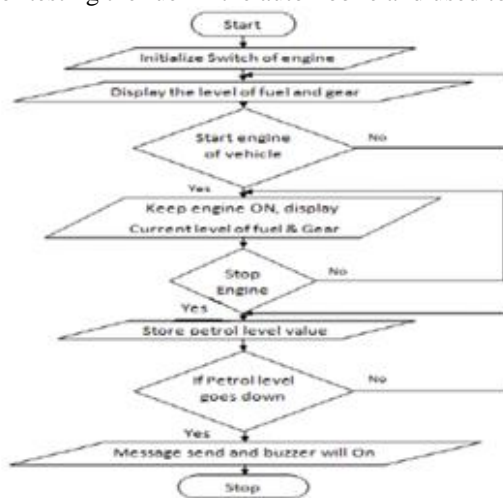 Start
Initialize Switch of engine
Display the level of fuel and gear
Start engine
of vehicle
No
Yes
Keep engine ON, display
Current level of fuel & Gear
Stop
Engine
No
Yes
Store petrol level value
If Petrol level
goes down
No
Yes
Message send and buzzer will On
Stop